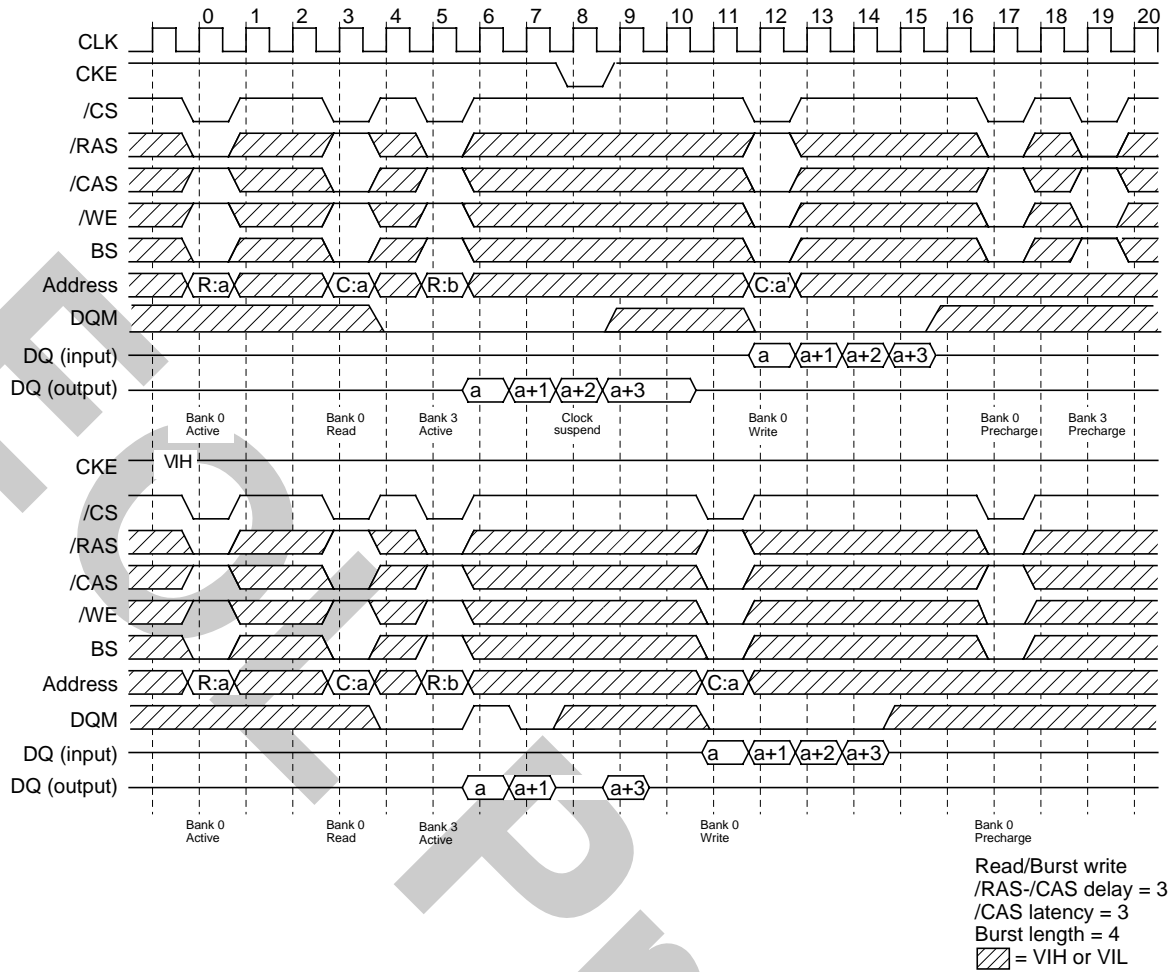 0 1 2 3 4 5 6 7 8 9 10 11 12 13 14 15 16 17 18 19 20
CLK
CKE
/CS
/RAS
/CAS
/WE
BS
Address R:a C:a R:b C:a'
DQM
DQ (input) a a+1 a+2 a+3
DQ (output) a a+1 a+2 a+3
Bank 0 Bank 0 Bank 3 Clock Bank 0 Bank 0 Bank 3
Active Read Active suspend Write Precharge Precharge
CKE VIH
/CS
/RAS
/CAS
/WE
BS
Address R:a C:a R:b C:a
DQM
DQ (input) a a+1 a+2 a+3
DQ (output) a a+1 a+3
Bank 0 Bank 0 Bank 3 Bank 0 Bank 0
Active Read Active Write Precharge
Read/Burst write
/RAS-/CAS delay = 3
/CAS latency = 3
Burst length = 4
= VIH or VIL